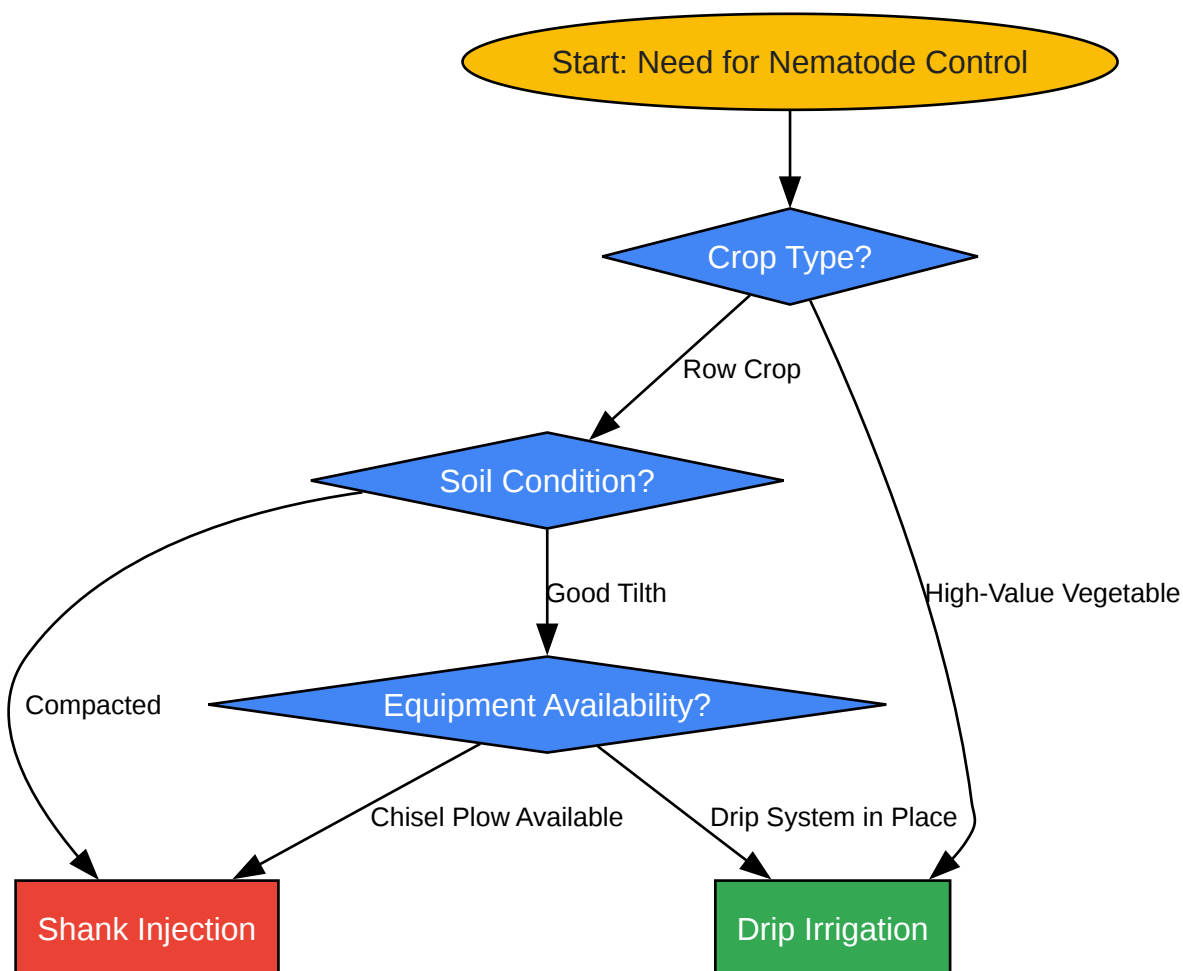 Start: Need for Nematode Control
Crop Type?
Row Crop
Soil Condition?
Good Tilth
High-Value Vegetable
Compacted
Equipment Availability?
Chisel Plow Available
Drip System in Place
Shank Injection
Drip Irrigation